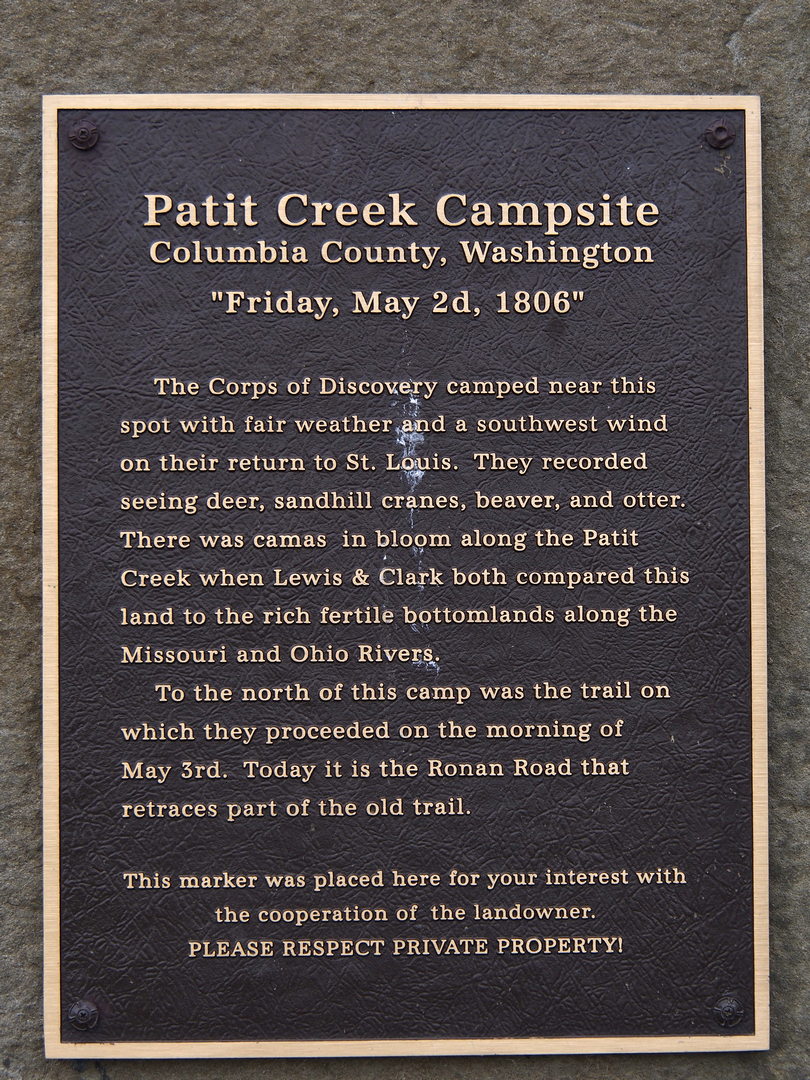 Patit Creek Campsite
Columbia County, Washington
"Friday, May 2d, 1806"
The Corps of Discovery camped near this
spot with fair weather and a southwest wind
on their return to St. Louis. They recorded
seeing deer, sandhill cranes, beaver, and otter.
There was camas in bloom along the Patit
Creek when Lewis & Clark both compared this
land to the rich fertile bottomlands along the
Missouri and Ohio Rivers.
To the north of this camp was the trail on
which they proceeded on the morning of
May 3rd. Today it is the Ronan Road that
retraces part of the old trail.
This marker was placed here for your interest with
the cooperation of the landowner.
PLEASE RESPECT PRIVATE PROPERTY!